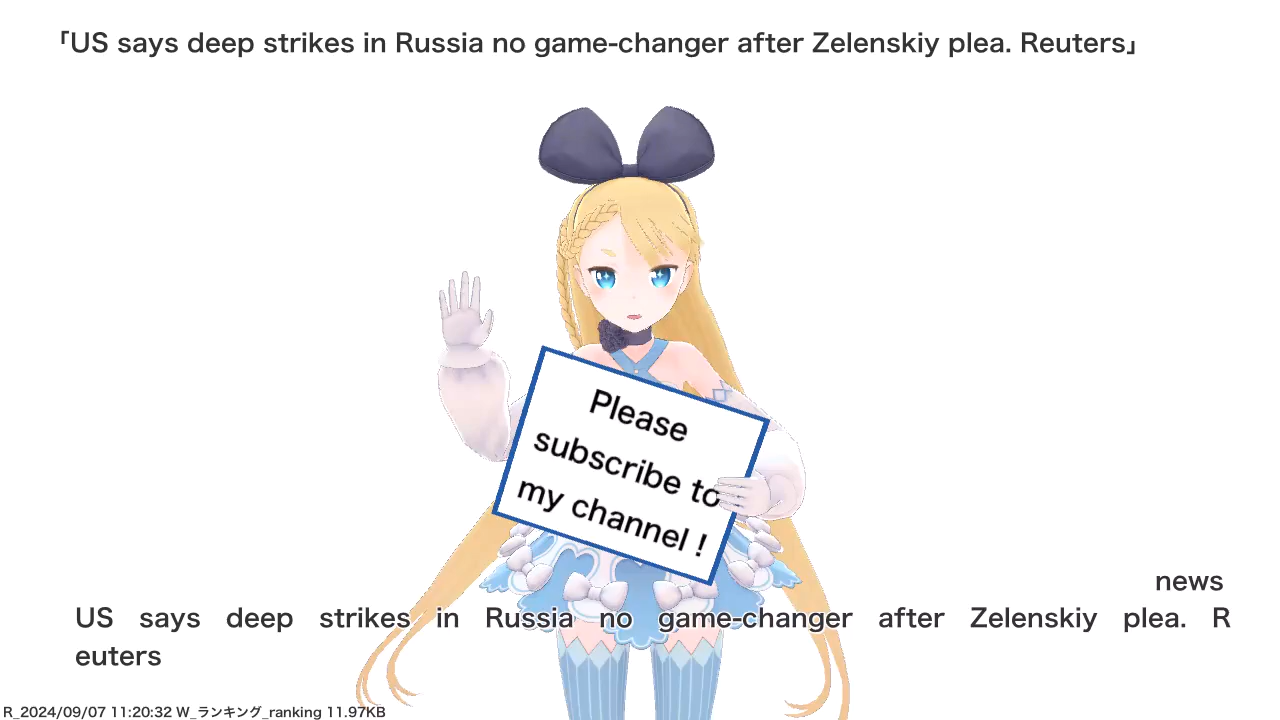 「US says deep strikes in Russia no game-changer after Zelenskiy plea. Reuters」
Please
subscribe to
my channel !
news
US says deep strikes in Russia no game-changer after Zelenskiy plea. R
euters
R_2024/09/07 11:20:32 W_ランキング_ranking 11.97KB